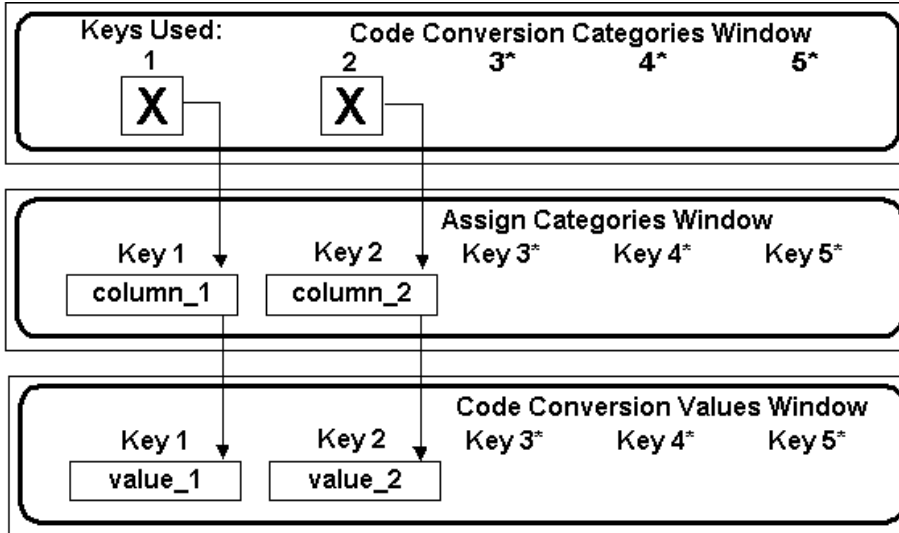 Keys Used: Code Conversion Categories Window
1 2 3* 4* 5*
X X
Assign Categories Window
Key 1 Key 2 Key 3* Key 4* Key 5*
column_1 column_2
Code Conversion Values Window
Key 1 Key 2 Key 3* Key 4* Key 5*
value_1 value_2